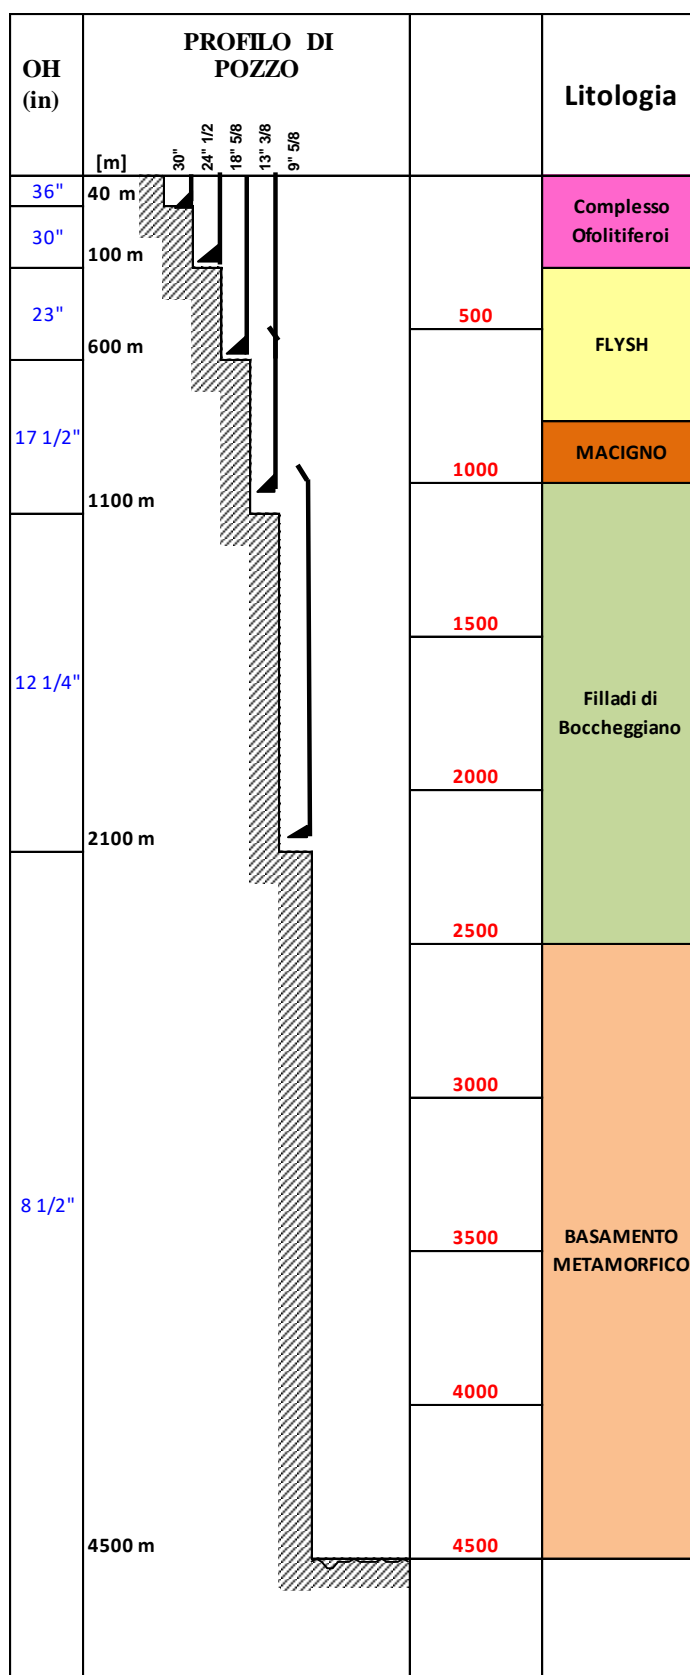 PROFILO DI
POZZO
OH
(in)
Litologia
[m]
30"
24" 1/2
18" 5/8
13" 3/8
9" 5/8
36"
40 m
Complesso
Ofolitiferoi
30"
100 m
23"
500
600 m
FLYSH
17 1/2"
MACIGNO
1000
1100 m
1500
12 1/4"
Filladi di
Boccheggiano
2000
2100 m
2500
3000
8 1/2"
3500
BASAMENTO
METAMORFICO
4000
4500 m
4500